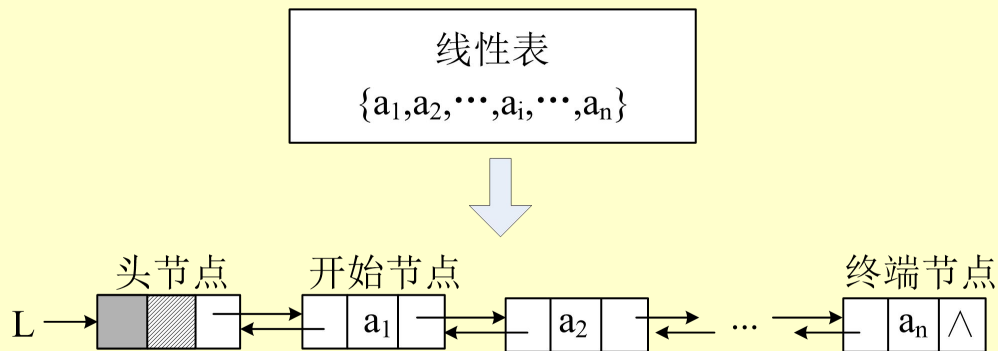 线性表
{a₁,a₂,⋯,aᵢ,⋯,aₙ}
头节点 开始节点 终端节点
L a₁ a₂ ... aₙ ∧